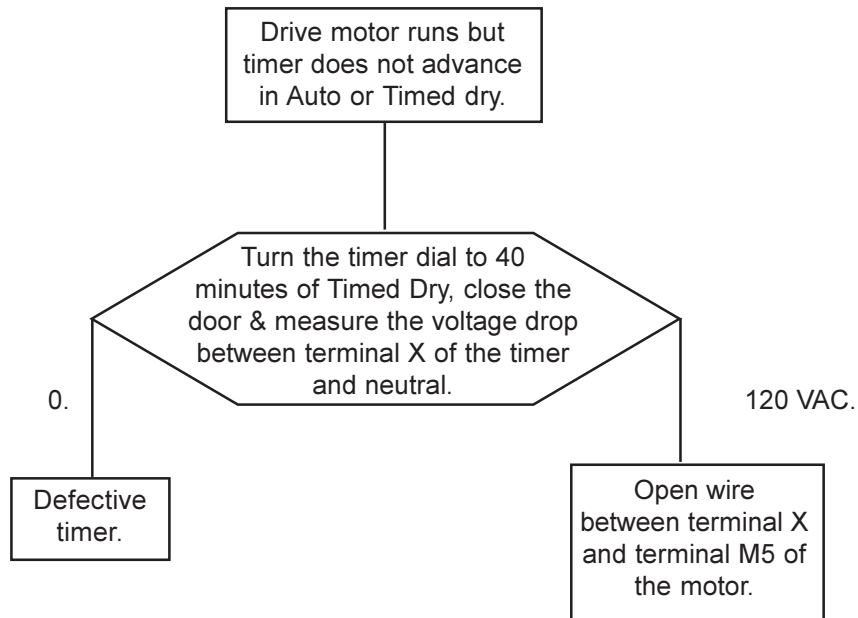 Drive motor runs but
timer does not advance
in Auto or Timed dry.
Turn the timer dial to 40
minutes of Timed Dry, close the
door & measure the voltage drop
between terminal X of the timer
and neutral.
0.
120 VAC.
Defective
timer.
Open wire
between terminal X
and terminal M5 of
the motor.